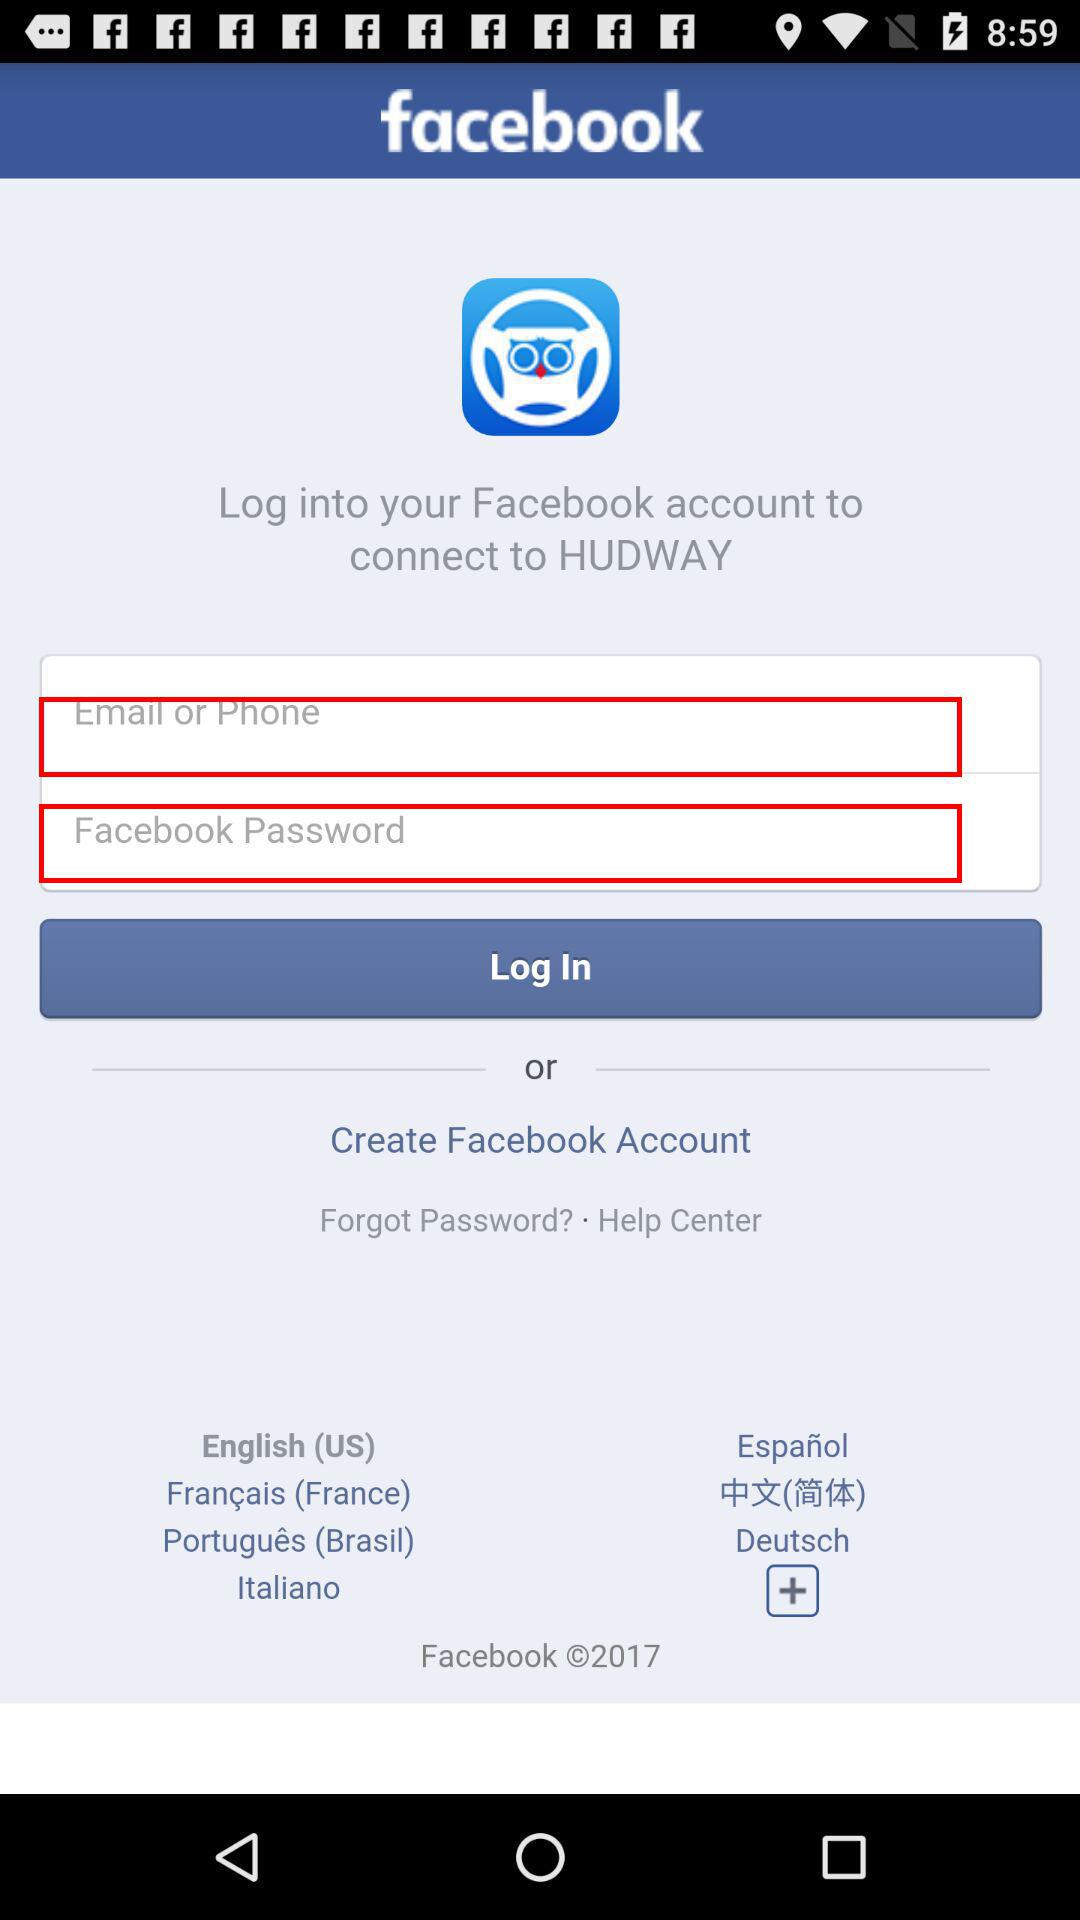 8:59
facebook
Log into your Facebook account to
connect to HUDWAY
Email or Phone
Facebook Password
Log In
or
Create Facebook Account
Forgot Password? · Help Center
English (US) Español
Français (France) 中文(简体)
Português (Brasil) Deutsch
Italiano
Facebook ©2017